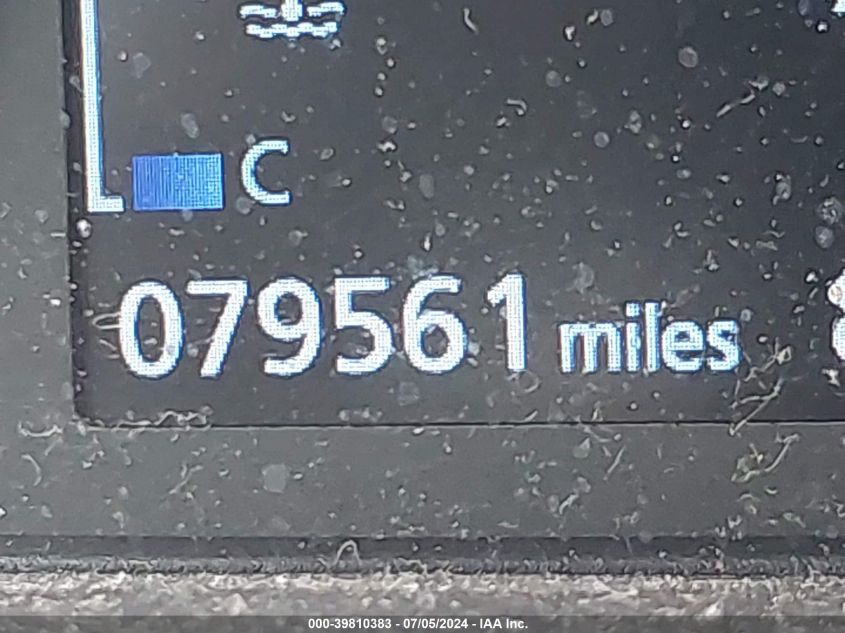 C
079561 miles
000-39810383 - 07/05/2024 - IAA Inc.